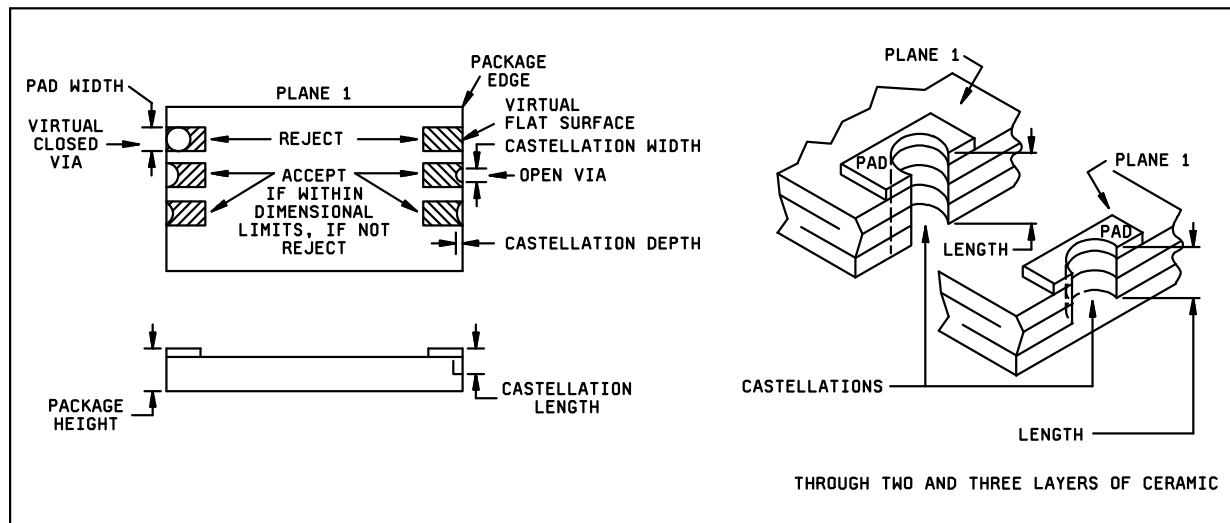 PAD WIDTH
VIRTUAL
CLOSED
VIA
PLANE 1
PACKAGE
EDGE
VIRTUAL
FLAT SURFACE
CASTELLATION WIDTH
REJECT
OPEN VIA
ACCEPT
IF WITHIN
DIMENSIONAL
LIMITS, IF NOT
REJECT
CASTELLATION DEPTH
PACKAGE
HEIGHT
CASTELLATION
LENGTH
PLANE 1
PAD
LENGTH
PLANE 1
PAD
CASTELLATIONS
LENGTH
THROUGH TWO AND THREE LAYERS OF CERAMIC